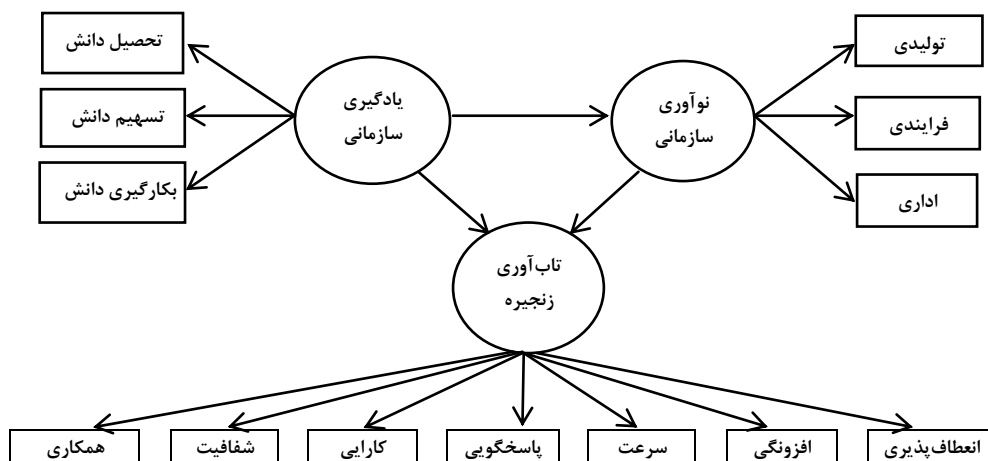 تولیدی
فرایندی
اداری
نوآوری
سازمانی
یادگیری
سازمانی
تحصیل دانش
تسهیم دانش
بکارگیری دانش
تاب‌آوری
زنجیره
انعطاف‌پذیری
افزونگی
سرعت
پاسخگویی
کارایی
شفافیت
همکاری